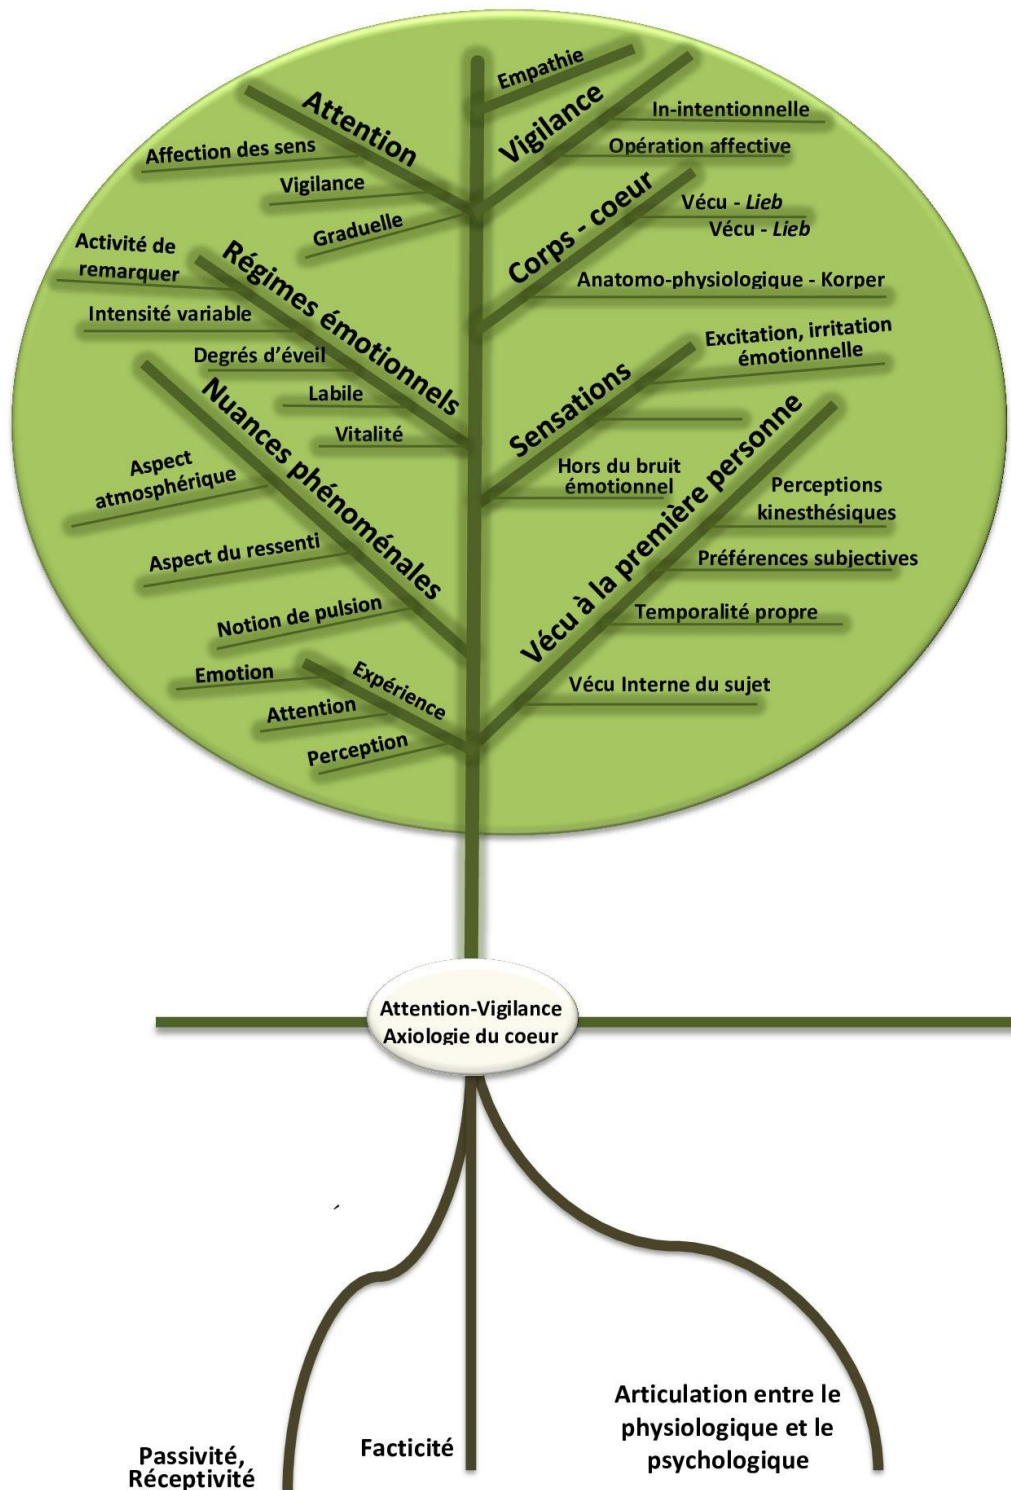 Empathie
Attention
Vigilance
In-intentionnelle
Affection des sens
Opération affective
Vigilance
Graduelle
Corps - coeur
Vécu - Lieb
Vécu - Lieb
Activité de
remarquer
Régimes émotionnels
Anatomo-physiologique - Korper
Intensité variable
Excitation, irritation
émotionnelle
Degrés d'éveil
Labile
Vitalité
Nuances phénoménales
Sensations
Aspect
atmosphérique
Hors du bruit
émotionnel
Vécu à la première personne
Perceptions
kinesthésiques
Aspect du ressenti
Préférences subjectives
Notion de pulsion
Temporalité propre
Emotion
Expérience
Attention
Perception
Vécu Interne du sujet
Attention-Vigilance
Axiologie du coeur
Passivité,
Réceptivité
Facticité
Articulation entre le
physiologique et le
psychologique